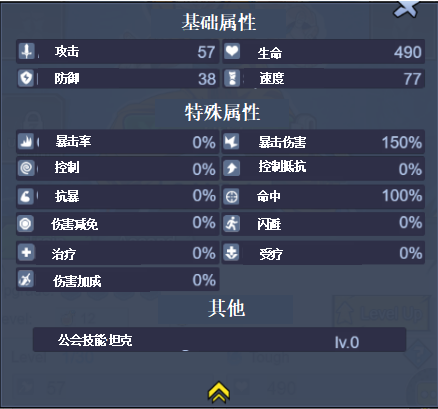 基础属性
攻击 57 生命 490
防御 38 速度 77
特殊属性
暴击率 0% 暴击伤害 150%
控制 0% 控制抵抗 0%
抗暴 0% 命中 100%
伤害减免 0% 闪避 0%
治疗 0% 受疗 0%
伤害加成 0%
其他
公会技能 坦克 lv.0